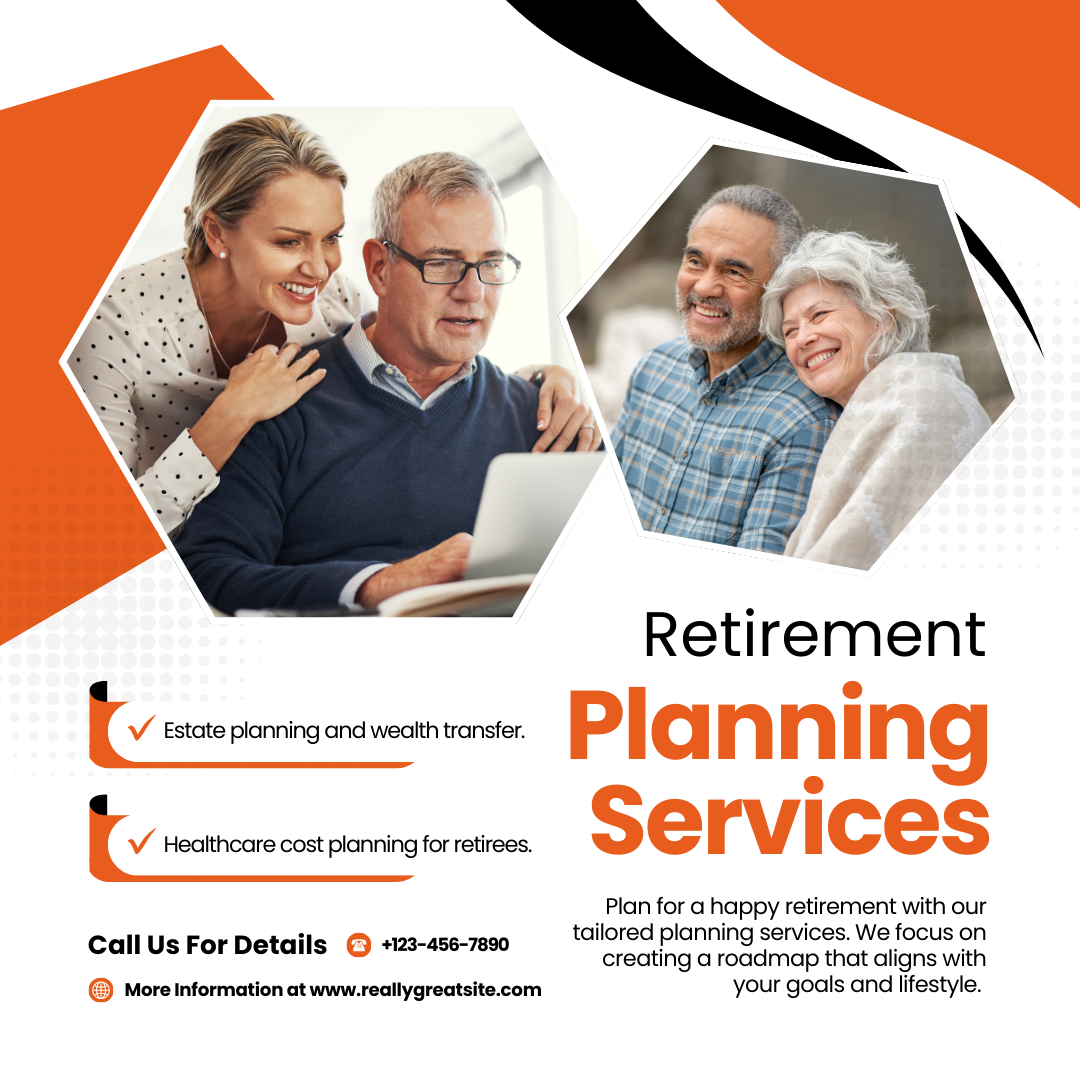 Retirement
Planning
Services
Estate planning and wealth transfer.
Healthcare cost planning for retirees.
Plan for a happy retirement with our
tailored planning services. We focus on
creating a roadmap that aligns with
your goals and lifestyle.
Call Us For Details +123-456-7890
More Information at www.reallygreatsite.com